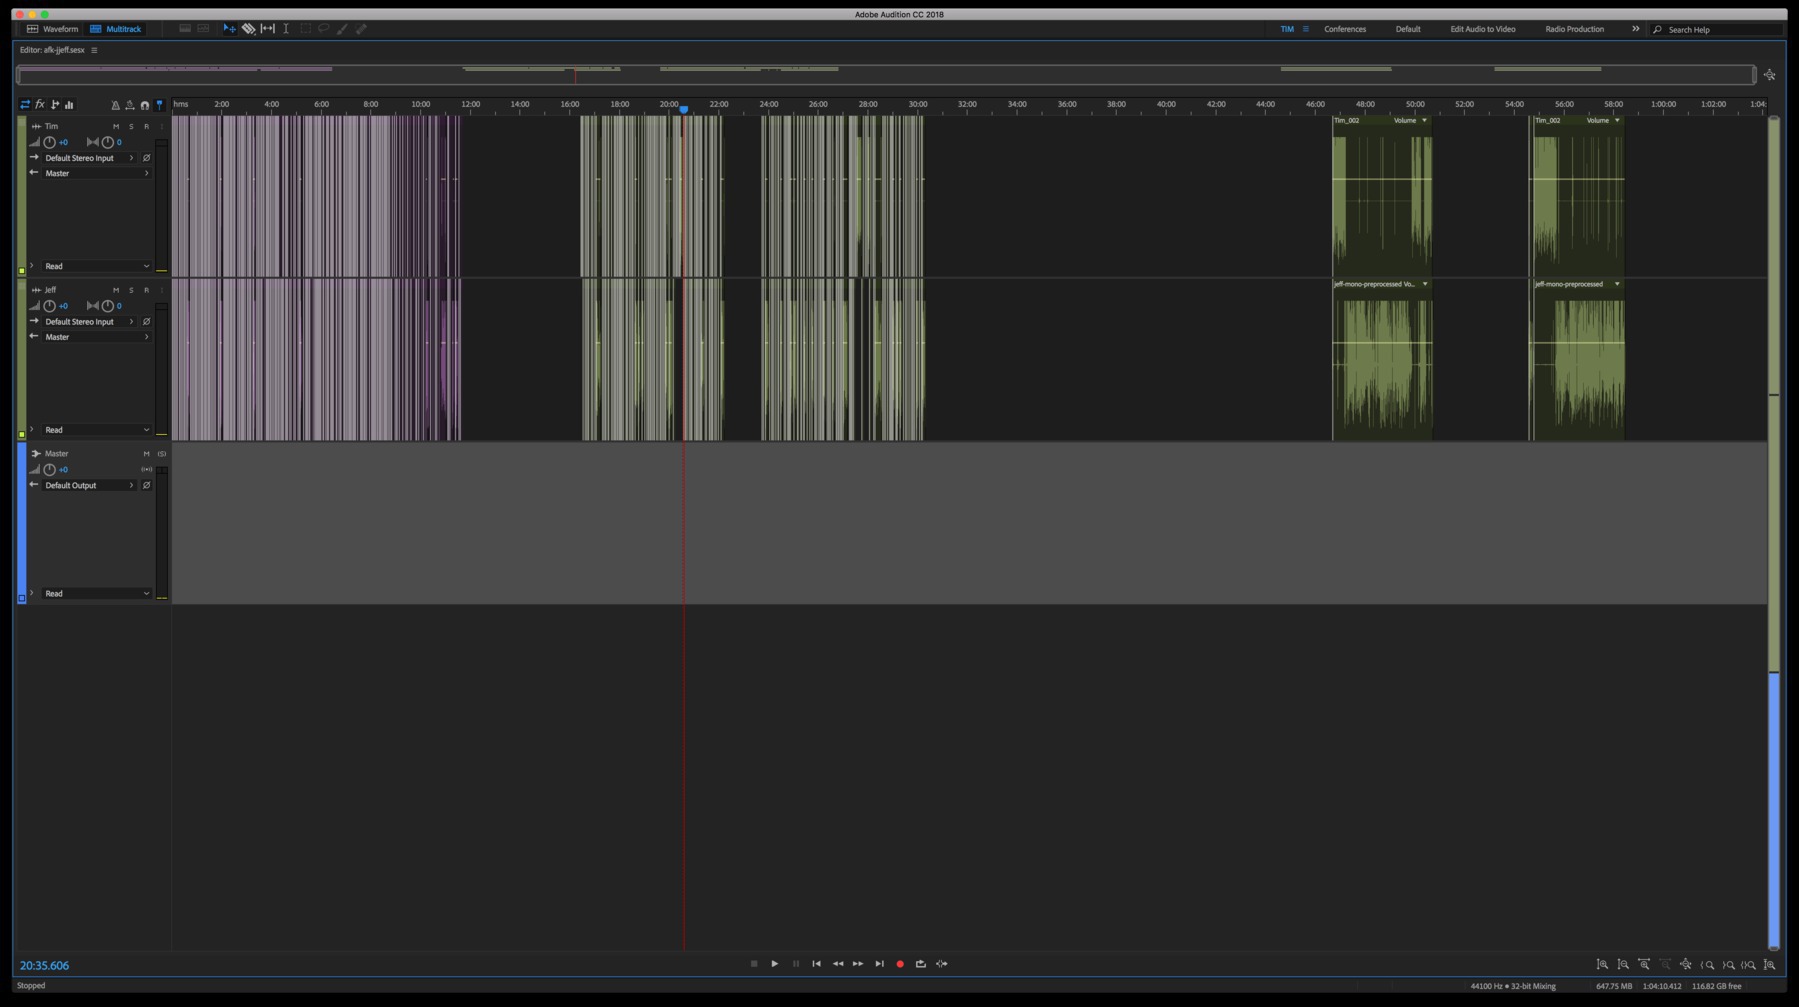 Adobe Audition CC 2018
Waveform Multitrack TIM Conferences Default Edit Audio to Video Radio Production Search Help
Editor: afk-jjeff.sesx
fx hms 2:00 4:00 6:00 8:00 10:00 12:00 14:00 16:00 18:00 20:00 22:00 24:00 26:00 28:00 30:00 32:00 34:00 36:00 38:00 40:00 42:00 44:00 46:00 48:00 50:00 52:00 54:00 56:00 58:00 1:00:00 1:02:00 1:04:
Tim_002 Volume Tim_002 Volume
Tim M S R
+0 0
Default Stereo Input
Master
Read
jeff-mono-preprocessed Vo... jeff-mono-preprocessed
Jeff M S R
+0 0
Default Stereo Input
Master
Read
Master M (S)
+0
Default Output
Read
20:35.606
Stopped 44100 Hz • 32-bit Mixing 647.75 MB 1:04:10.412 116.82 GB free